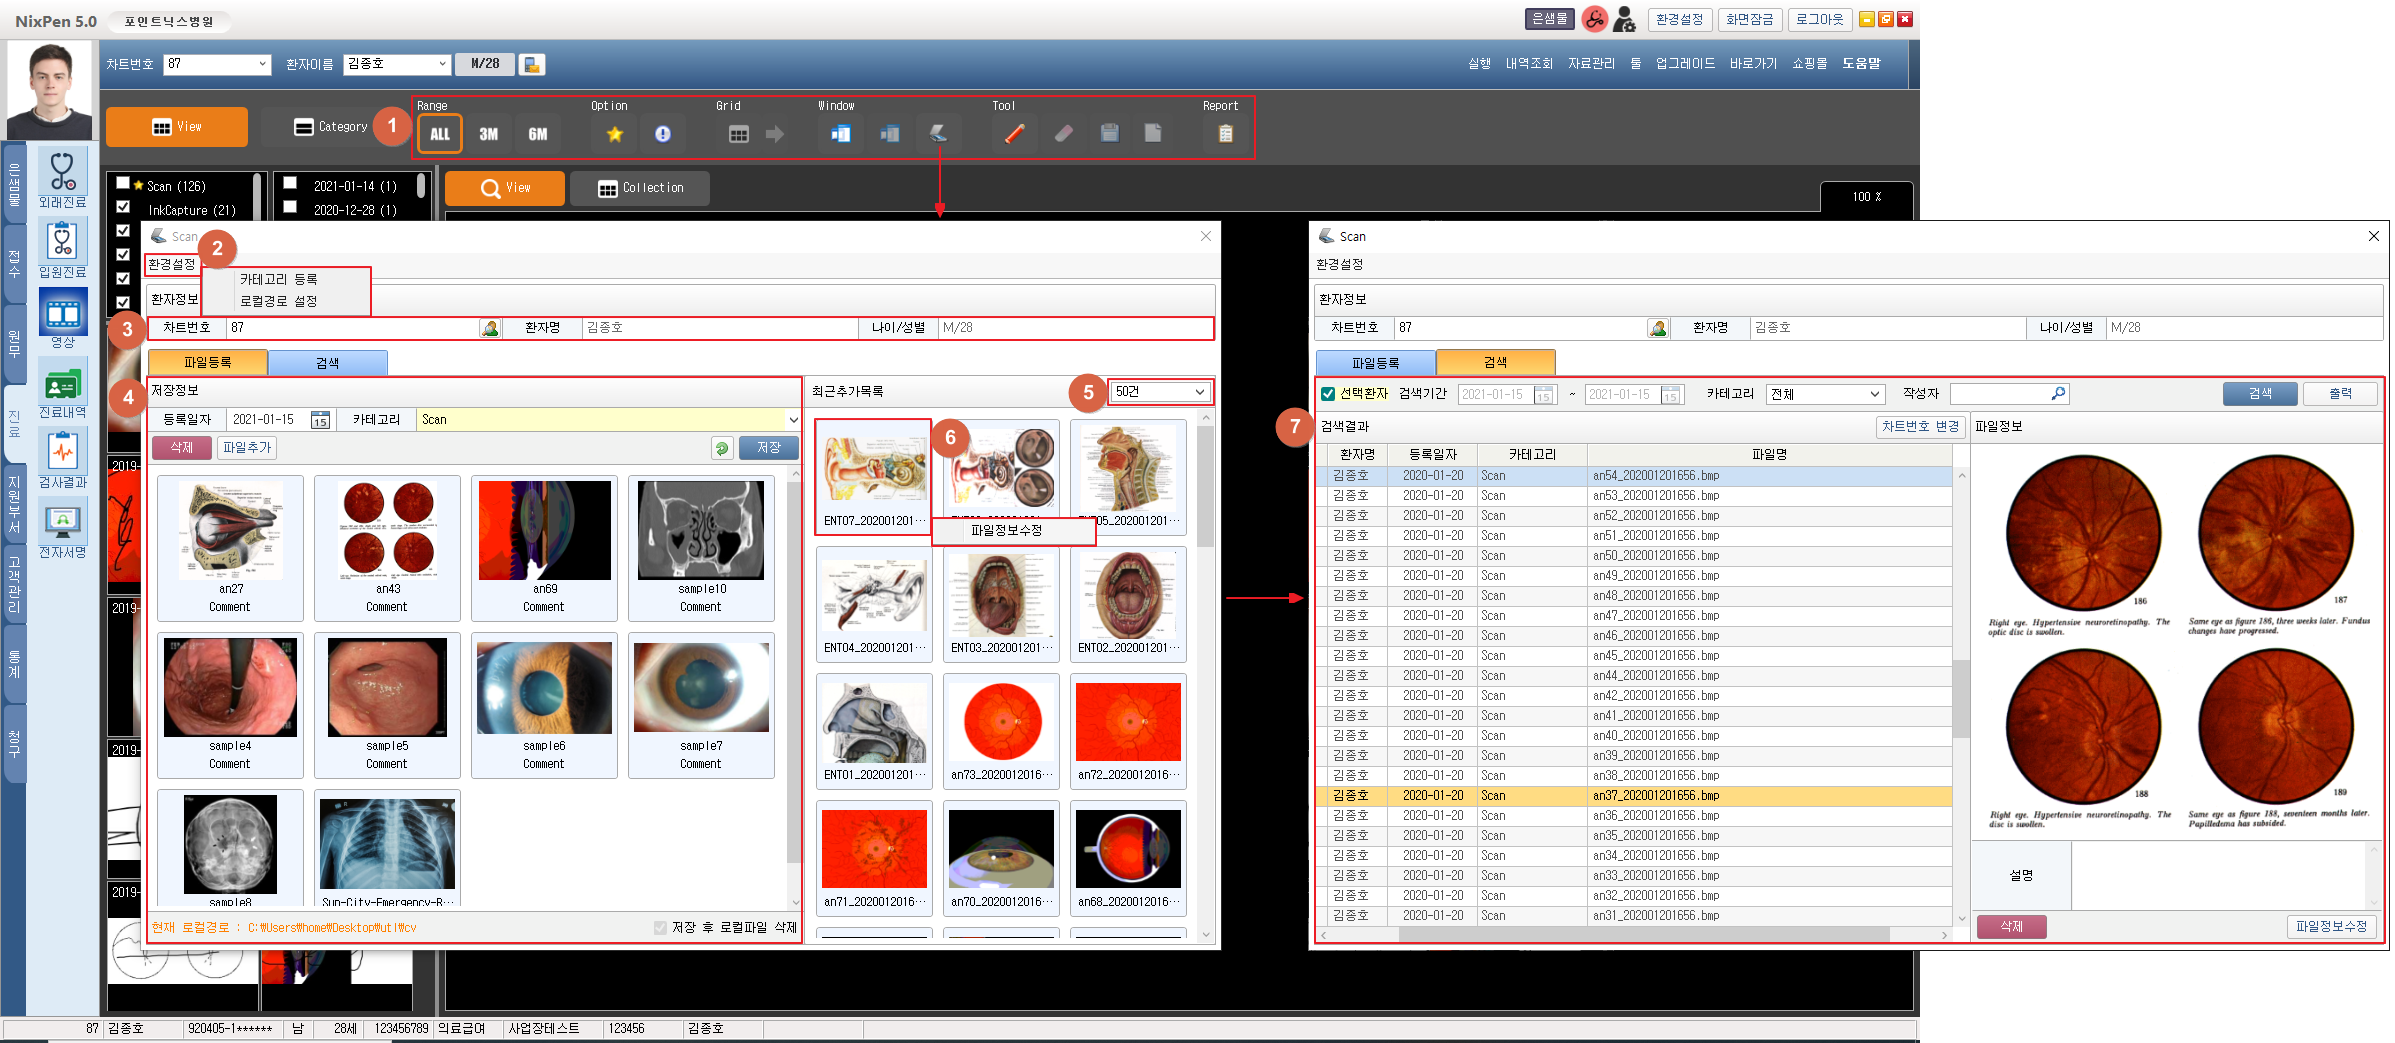 NixPen 5.0 포인트닉스병원
은샘물 환경설정 화면잠금 로그아웃
차트번호 87 환자이름 김종호 M/28
실행 내역조회 자료관리 툴 업그레이드 바로가기 쇼핑몰 도움말
View Category
1
Range Option Grid Window Tool Report
ALL 3M 6M
은샘물
접수
원무
진료
지원부서
고객관리
통계
청구
외래진료
입원진료
영상
진료내역
검사결과
전자서명
Scan (126)
InkCapture (21)
2021-01-14 (1)
2020-12-28 (1)
View Collection
100 %
2019-
2019-
2019-
2019-
Scan
2
환경설정
카테고리 등록
로컬경로 설정
환자정보
3
차트번호 87 환자명 김종호 나이/성별 M/28
파일등록 검색
4
저장정보
등록일자 2021-01-15 15 카테고리 Scan
삭제 파일추가 저장
an27
Comment
an43
Comment
an69
Comment
sample10
Comment
sample4
Comment
sample5
Comment
sample6
Comment
sample7
Comment
sample8
Sun-City-Emergency-R···
현재 로컬경로 : C:₩Users₩home₩Desktop₩utl₩cv
저장 후 로컬파일 삭제
최근추가목록
5
50건
6
ENT07_202001201···
ENT05_202001201···
파일정보수정
ENT04_202001201···
ENT03_202001201···
ENT02_202001201···
ENT01_202001201···
an73_2020012016···
an72_2020012016···
an71_2020012016···
an70_2020012016···
an68_2020012016···
Scan
환경설정
환자정보
차트번호 87 환자명 김종호 나이/성별 M/28
파일등록 검색
선택환자 검색기간 2021-01-15 15 ~ 2021-01-15 15 카테고리 전체 작성자 검색 출력
7
검색결과 차트번호 변경
환자명 등록일자 카테고리 파일명
김종호 2020-01-20 Scan an54_202001201656.bmp
김종호 2020-01-20 Scan an53_202001201656.bmp
김종호 2020-01-20 Scan an52_202001201656.bmp
김종호 2020-01-20 Scan an51_202001201656.bmp
김종호 2020-01-20 Scan an50_202001201656.bmp
김종호 2020-01-20 Scan an49_202001201656.bmp
김종호 2020-01-20 Scan an48_202001201656.bmp
김종호 2020-01-20 Scan an47_202001201656.bmp
김종호 2020-01-20 Scan an46_202001201656.bmp
김종호 2020-01-20 Scan an45_202001201656.bmp
김종호 2020-01-20 Scan an44_202001201656.bmp
김종호 2020-01-20 Scan an42_202001201656.bmp
김종호 2020-01-20 Scan an41_202001201656.bmp
김종호 2020-01-20 Scan an40_202001201656.bmp
김종호 2020-01-20 Scan an39_202001201656.bmp
김종호 2020-01-20 Scan an38_202001201656.bmp
김종호 2020-01-20 Scan an37_202001201656.bmp
김종호 2020-01-20 Scan an36_202001201656.bmp
김종호 2020-01-20 Scan an35_202001201656.bmp
김종호 2020-01-20 Scan an34_202001201656.bmp
김종호 2020-01-20 Scan an33_202001201656.bmp
김종호 2020-01-20 Scan an32_202001201656.bmp
김종호 2020-01-20 Scan an31_202001201656.bmp
파일정보
186
Right eye. Hypertensive neuroretinopathy. The
optic disc is swollen.
187
Same eye as figure 186, three weeks later. Fundus
changes have progressed.
188
Right eye. Hypertensive neuroretinopathy. The
disc is swollen.
189
Same eye as figure 188, seventeen months later.
Papilledema has subsided.
설명
삭제 파일정보수정
87 김종호 920405-1****** 남 28세 123456789 의료급여 사업장테스트 123456 김종호